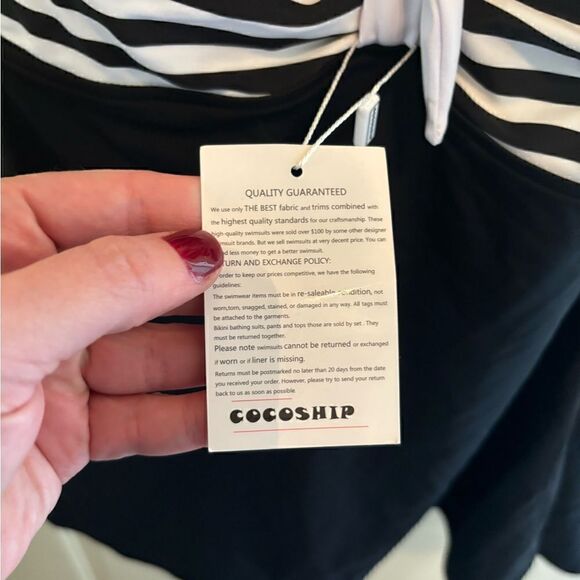 QUALITY GUARANTEED
We use only THE BEST fabric and trims combined with
the highest quality standards for our craftsmanship. These
high-quality swimsuits were sold over $100 by some other designer
suit brands. But we sell swimsuits at very decent price. You can
less money to get a better swimsuit.
TURN AND EXCHANGE POLICY:
order to keep our prices competitive, we have the following
guidelines:
The swimwear items must be in re-saleable condition, not
worn,torn, snagged, stained, or damaged in any way. All tags must
be attached to the garments.
Bikini bathing suits, pants and tops those are sold by set . They
must be returned together.
Please note swimsuits cannot be returned or exchanged
if worn or if liner is missing.
Returns must be postmarked no later than 20 days from the date
you received your order. However, please try to send your return
back to us as soon as possible.
COCOSHIP